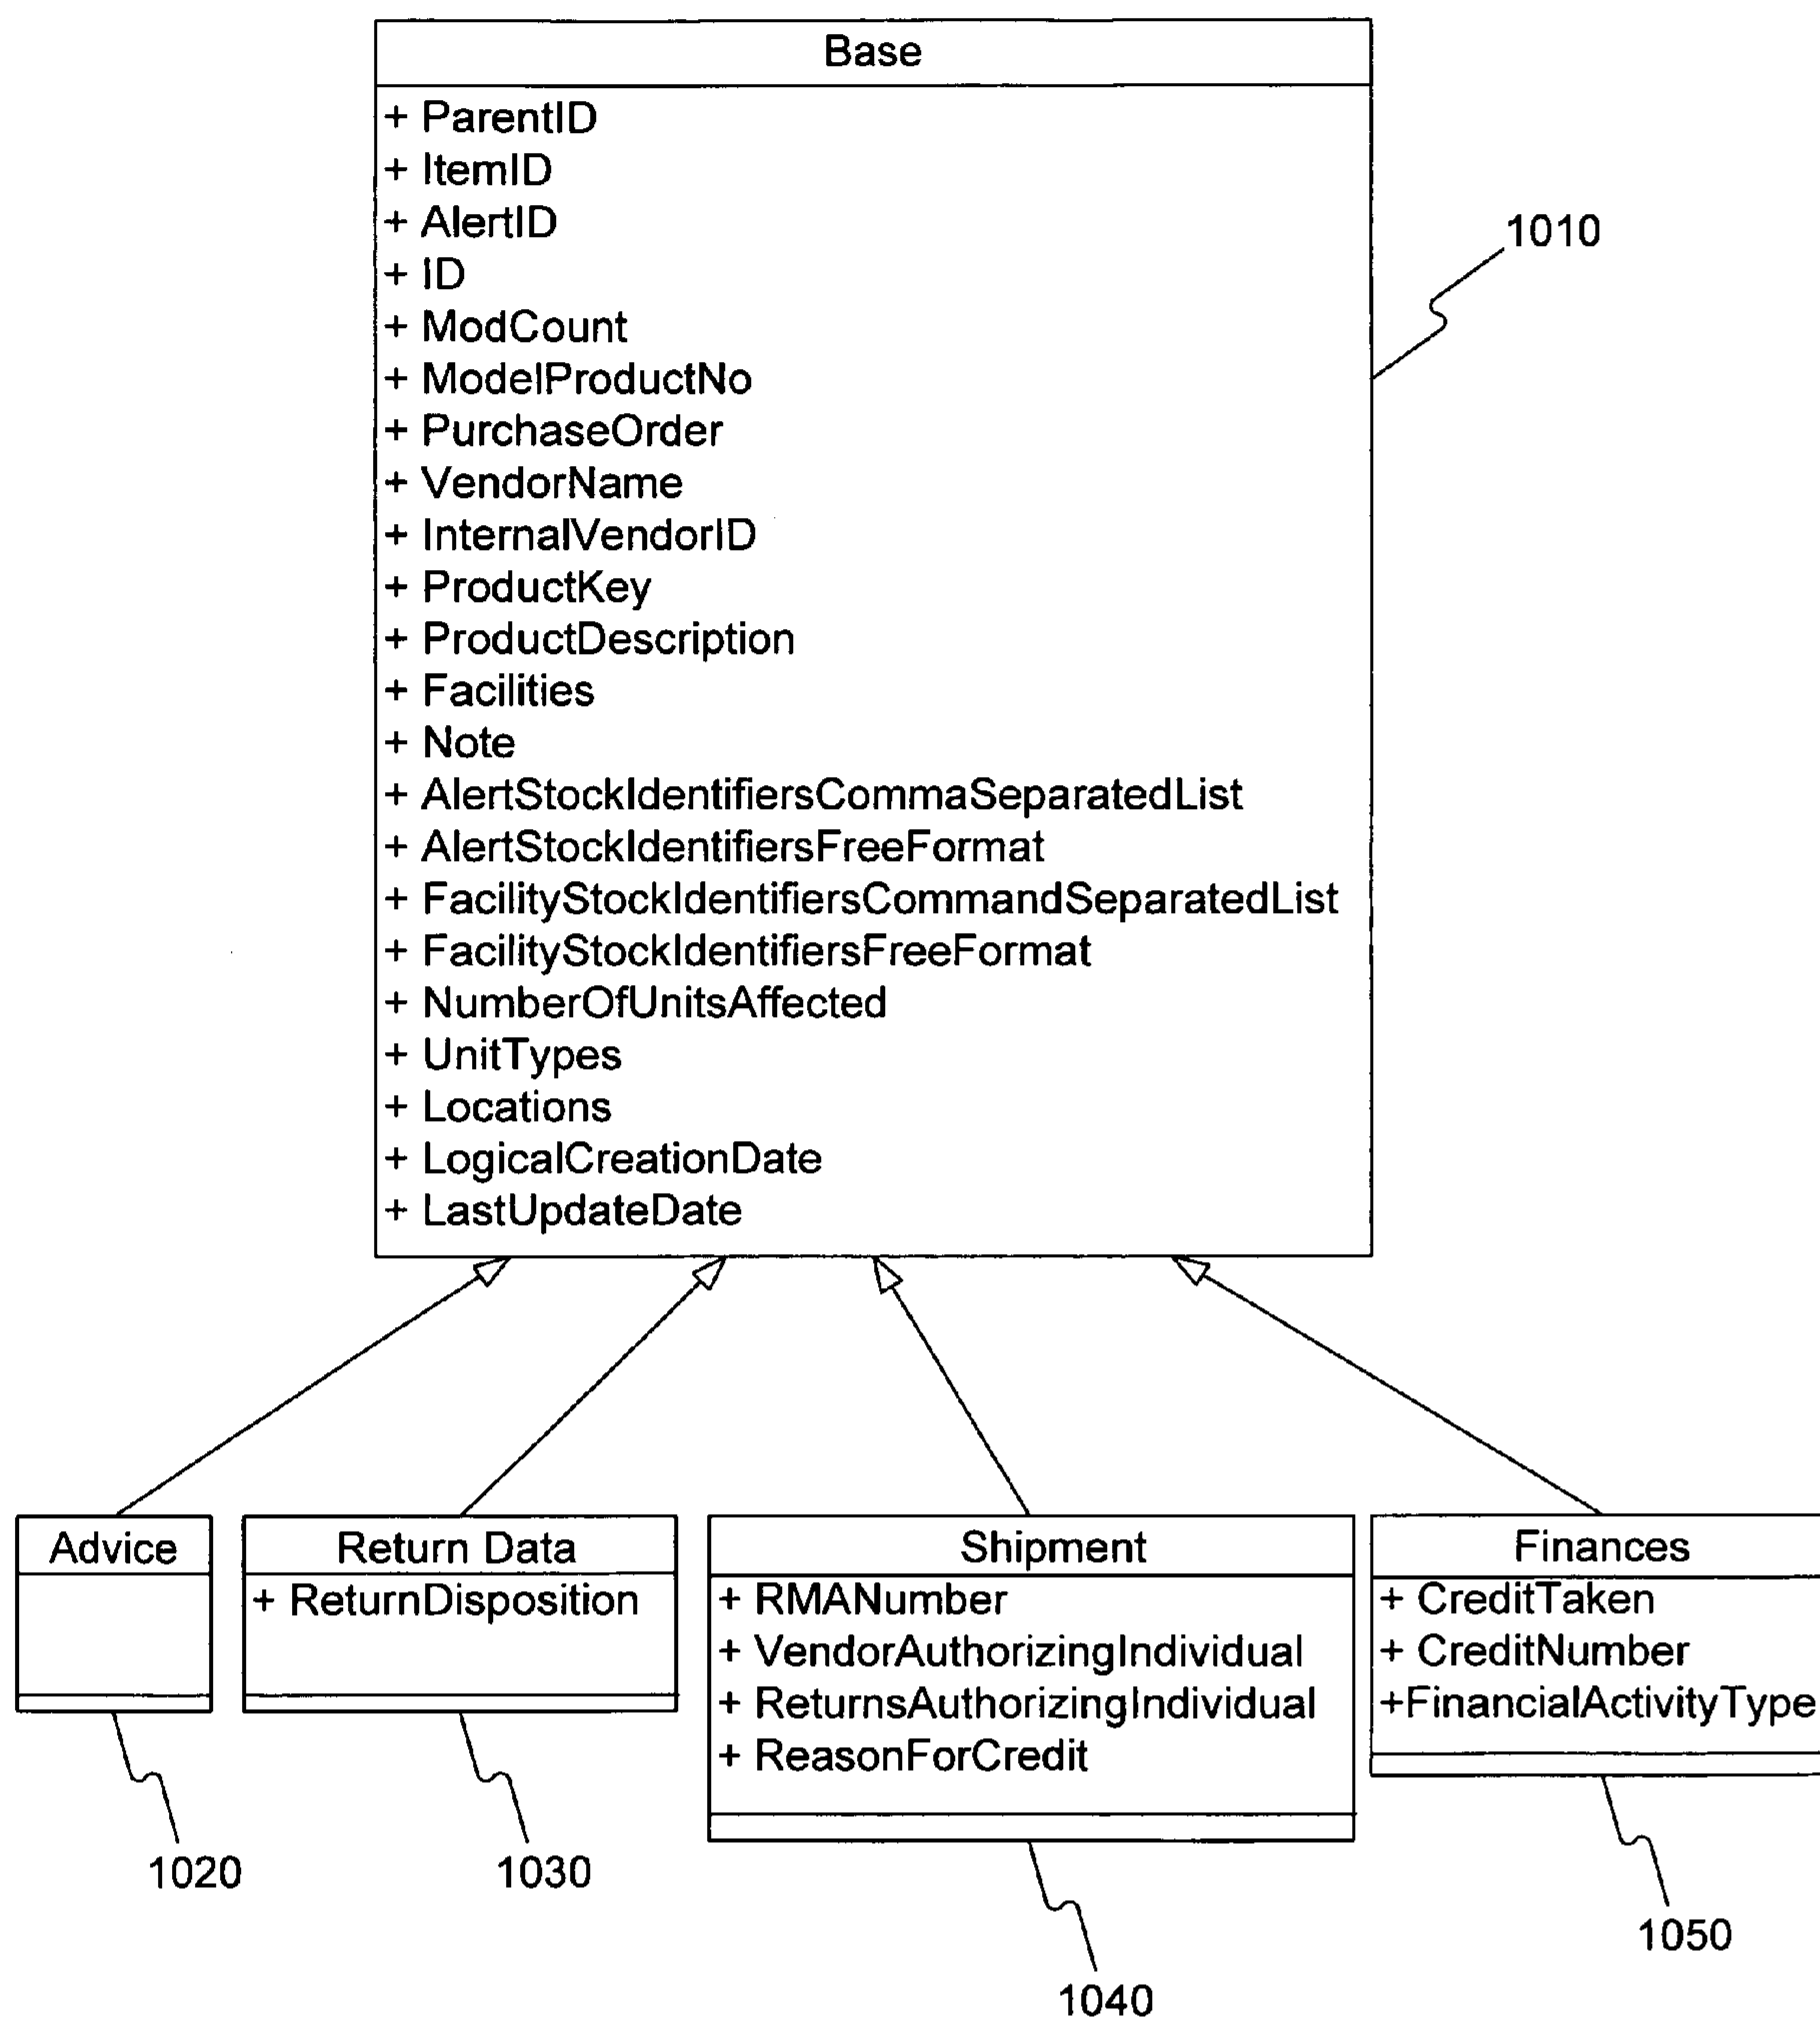 Base
+ ParentID
+ ItemID
+ AlertID
+ ID
+ ModCount
+ ModelProductNo
+ PurchaseOrder
+ VendorName
+ InternalVendorID
+ ProductKey
+ ProductDescription
+ Facilities
+ Note
+ AlertStockIdentifiersCommaSeparatedList
+ AlertStockIdentifiersFreeFormat
+ FacilityStockIdentifiersCommandSeparatedList
+ FacilityStockIdentifiersFreeFormat
+ NumberOfUnitsAffected
+ UnitTypes
+ Locations
+ LogicalCreationDate
+ LastUpdateDate
1010
Advice
1020
Return Data
+ ReturnDisposition
1030
Shipment
+ RMANumber
+ VendorAuthorizingIndividual
+ ReturnsAuthorizingIndividual
+ ReasonForCredit
1040
Finances
+ CreditTaken
+ CreditNumber
+FinancialActivityType
1050